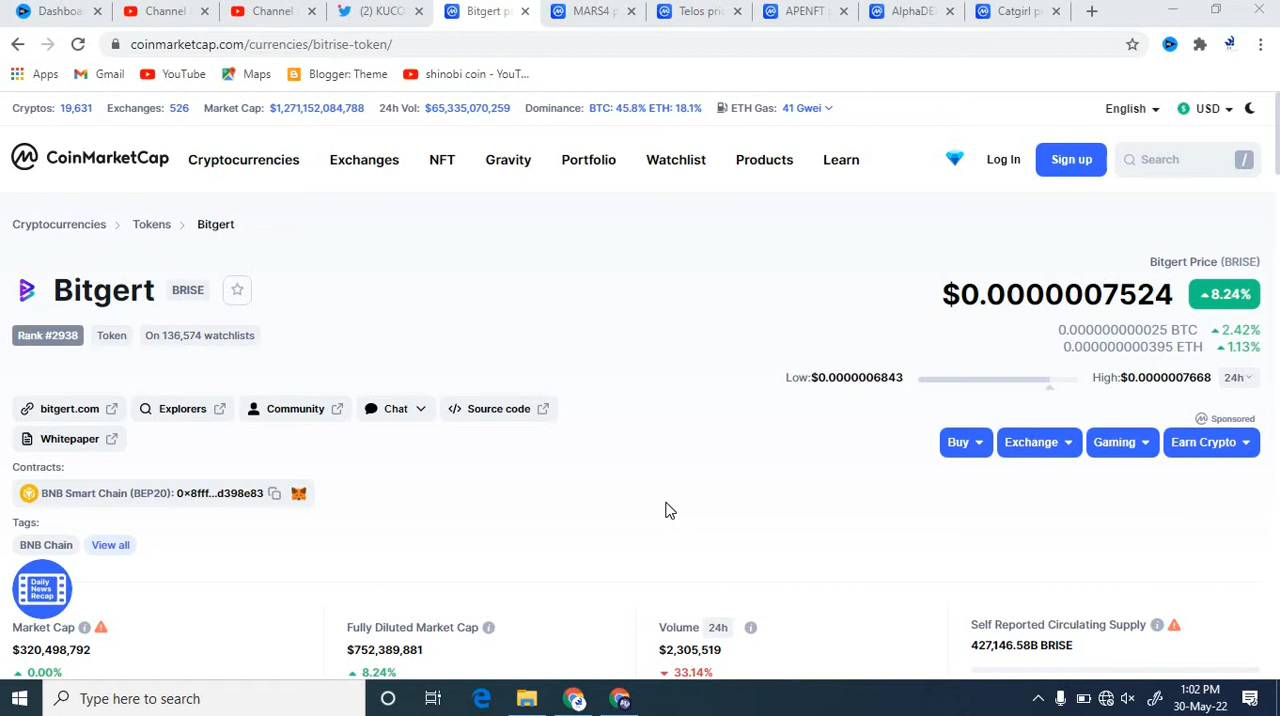 Dashboa
Channel
Channel
(2) KUCC
Bitgert p
MARS4 p
Telos pri
APENFT
AlphaDE
Catgirl p
coinmarketcap.com/currencies/bitrise-token/
Apps Gmail YouTube Maps Blogger: Theme shinobi coin - YouT...
Cryptos: 19,631 Exchanges: 526 Market Cap: $1,271,152,084,788 24h Vol: $65,335,070,259 Dominance: BTC: 45.8% ETH: 18.1% ETH Gas: 41 Gwei English USD
CoinMarketCap Cryptocurrencies Exchanges NFT Gravity Portfolio Watchlist Products Learn Log In Sign up Search /
Cryptocurrencies Tokens Bitgert
Bitgert Price (BRISE)
Bitgert BRISE
$0.0000007524 8.24%
Rank #2938 Token On 136,574 watchlists
0.000000000025 BTC 2.42%
0.000000000395 ETH 1.13%
Low:$0.0000006843 High:$0.0000007668 24h
bitgert.com Explorers Community Chat Source code
Sponsored
Whitepaper
Buy Exchange Gaming Earn Crypto
Contracts:
BNB Smart Chain (BEP20): 0x8fff...d398e83
Tags:
BNB Chain View all
Daily
News
Recap
Market Cap Fully Diluted Market Cap Volume 24h Self Reported Circulating Supply
$320,498,792 $752,389,881 $2,305,519 427,146.58B BRISE
0.00% 8.24% 33.14%
Type here to search
1:02 PM
30-May-22